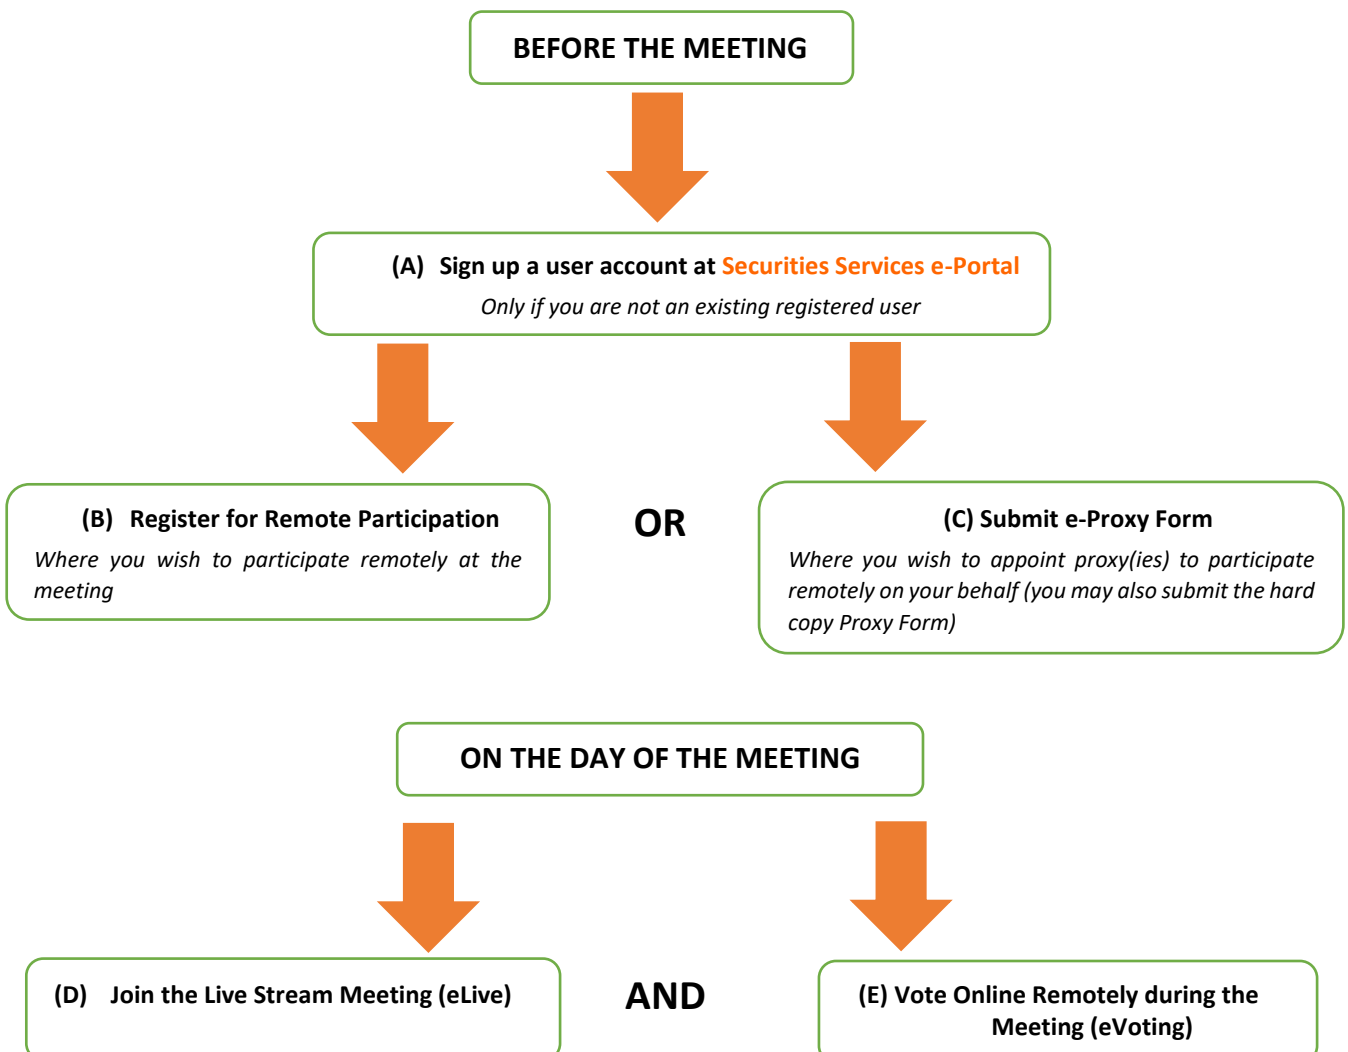 BEFORE THE MEETING
(A) Sign up a user account at Securities Services e-Portal
Only if you are not an existing registered user
(B) Register for Remote Participation
Where you wish to participate remotely at the
meeting
OR
(C) Submit e-Proxy Form
Where you wish to appoint proxy(ies) to participate
remotely on your behalf (you may also submit the hard
copy Proxy Form)
ON THE DAY OF THE MEETING
(D) Join the Live Stream Meeting (eLive)
AND
(E) Vote Online Remotely during the
Meeting (eVoting)